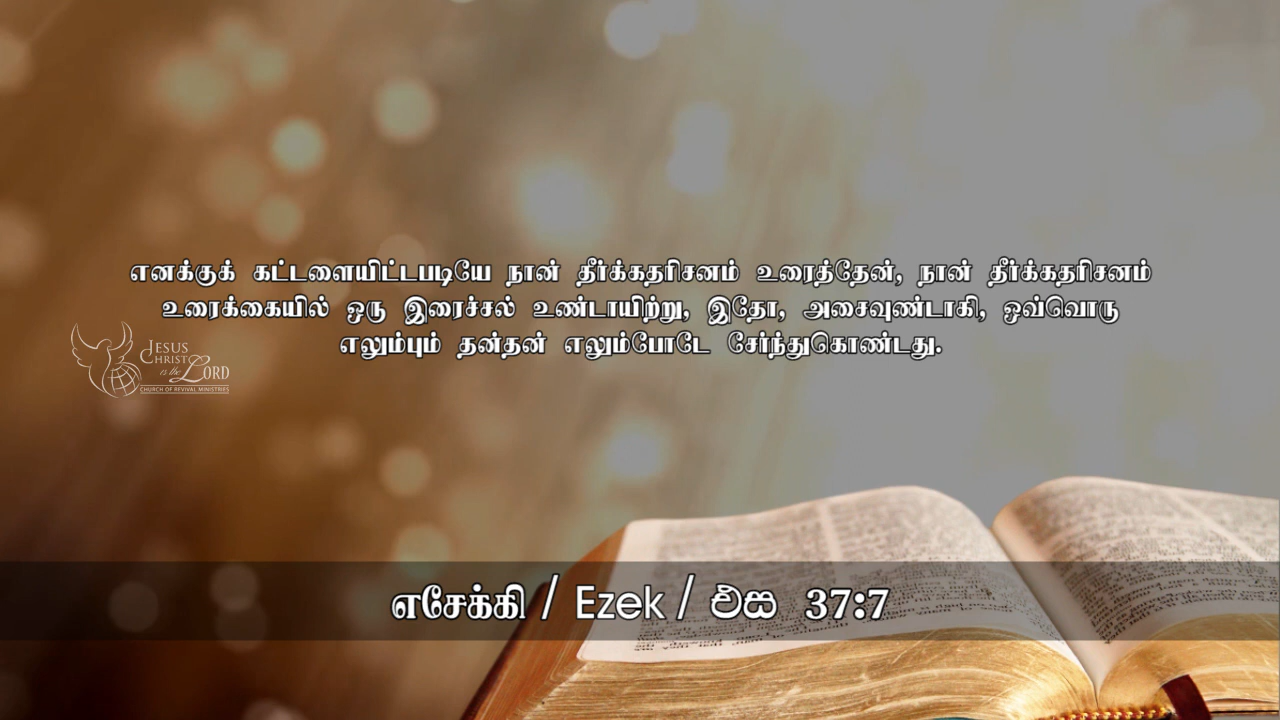 எனக்குக் கட்டளையிட்டபடியே நான் தீர்க்கதரிசனம் உரைத்தேன், நான் தீர்க்கதரிசனம்
உரைக்கையில் ஒரு இரைச்சல் உண்டாயிற்று, இதோ, அசைவுண்டாகி, ஒவ்வொரு
எலும்பும் தன்தன் எலும்போடே சேர்ந்துகொண்டது.
JESUS
CHRIST
is the LORD
CHURCH OF REVIVAL MINISTRIES
எசேக்கி / Ezek / එස 37:7